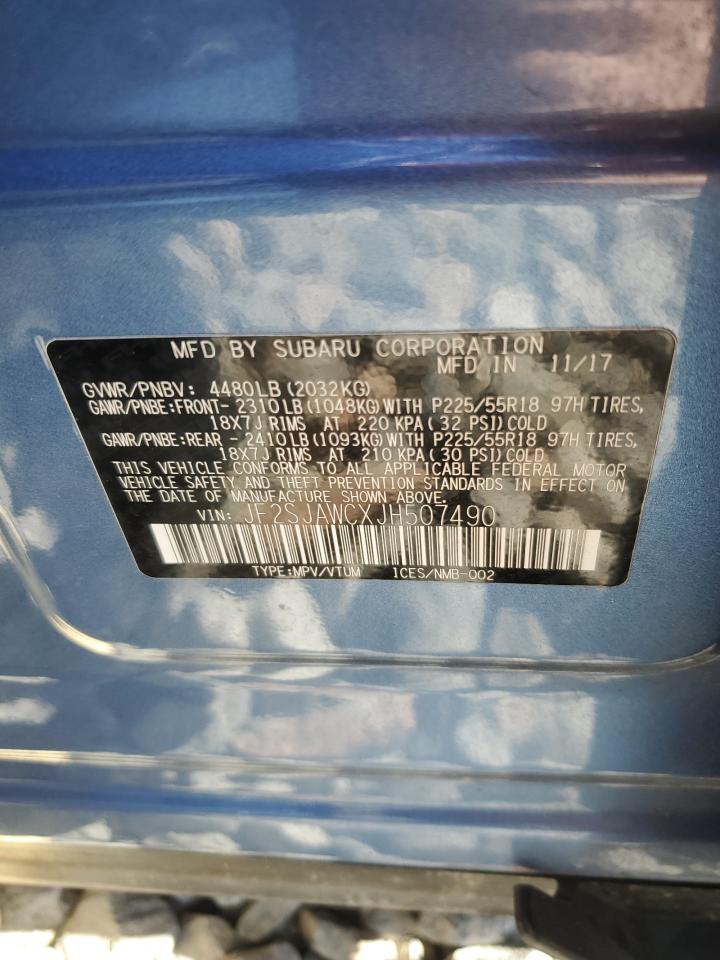 MFD BY SUBARU CORPORATION
MFD IN 11/17
GVWR/PNBV: 4480LB (2032KG)
GAWR/PNBE:FRONT- 2310LB (1048KG) WITH P225/55R18 97H TIRES,
18X7J RIMS AT 220 KPA ( 32 PSI) COLD
GAWR/PNBE:REAR - 2410LB (1093KG) WITH P225/55R18 97H TIRES,
18X7J RIMS AT 210 KPA ( 30 PSI) COLD
THIS VEHICLE CONFORMS TO ALL APPLICABLE FEDERAL MOTOR
VEHICLE SAFETY AND THEFT PREVENTION STANDARDS IN EFFECT ON
THE DATE OF MANUFACTURE SHOWN ABOVE.
VIN: JF2SJAWCXJH507490
TYPE:MPV/VTUM ICES/NMB-002